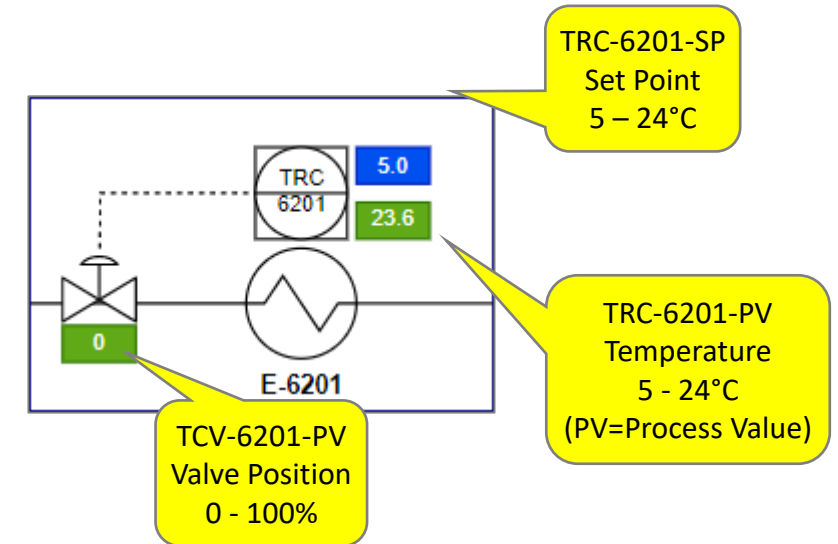 TRC-6201-SP
Set Point
5 – 24°C
TRC
6201
5.0
23.6
0
E-6201
TRC-6201-PV
Temperature
5 - 24°C
(PV=Process Value)
TCV-6201-PV
Valve Position
0 - 100%